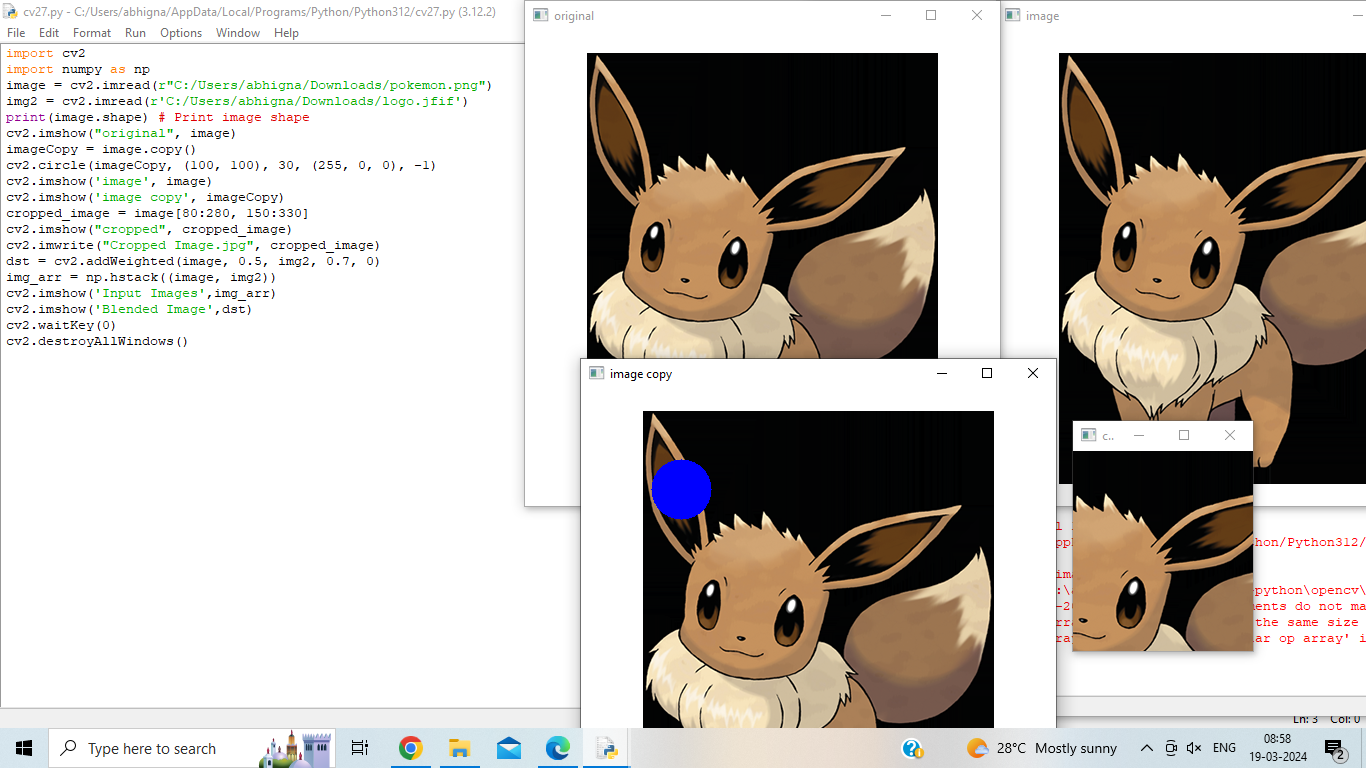 cv27.py - C:/Users/abhigna/AppData/Local/Programs/Python/Python312/cv27.py (3.12.2)
File Edit Format Run Options Window Help
import cv2
import numpy as np
image = cv2.imread(r"C:/Users/abhigna/Downloads/pokemon.png")
img2 = cv2.imread(r'C:/Users/abhigna/Downloads/logo.jfif')
print(image.shape) # Print image shape
cv2.imshow("original", image)
imageCopy = image.copy()
cv2.circle(imageCopy, (100, 100), 30, (255, 0, 0), -1)
cv2.imshow('image', image)
cv2.imshow('image copy', imageCopy)
cropped_image = image[80:280, 150:330]
cv2.imshow("cropped", cropped_image)
cv2.imwrite("Cropped Image.jpg", cropped_image)
dst = cv2.addWeighted(image, 0.5, img2, 0.7, 0)
img_arr = np.hstack((image, img2))
cv2.imshow('Input Images',img_arr)
cv2.imshow('Blended Image',dst)
cv2.waitKey(0)
cv2.destroyAllWindows()
original
image
image copy
c..
hon/Python312/
python\opencv\
ents do not ma
the same size
ar op array' i
Ln: 3 Col: 0
Type here to search
28°C Mostly sunny
ENG
08:58
19-03-2024
2